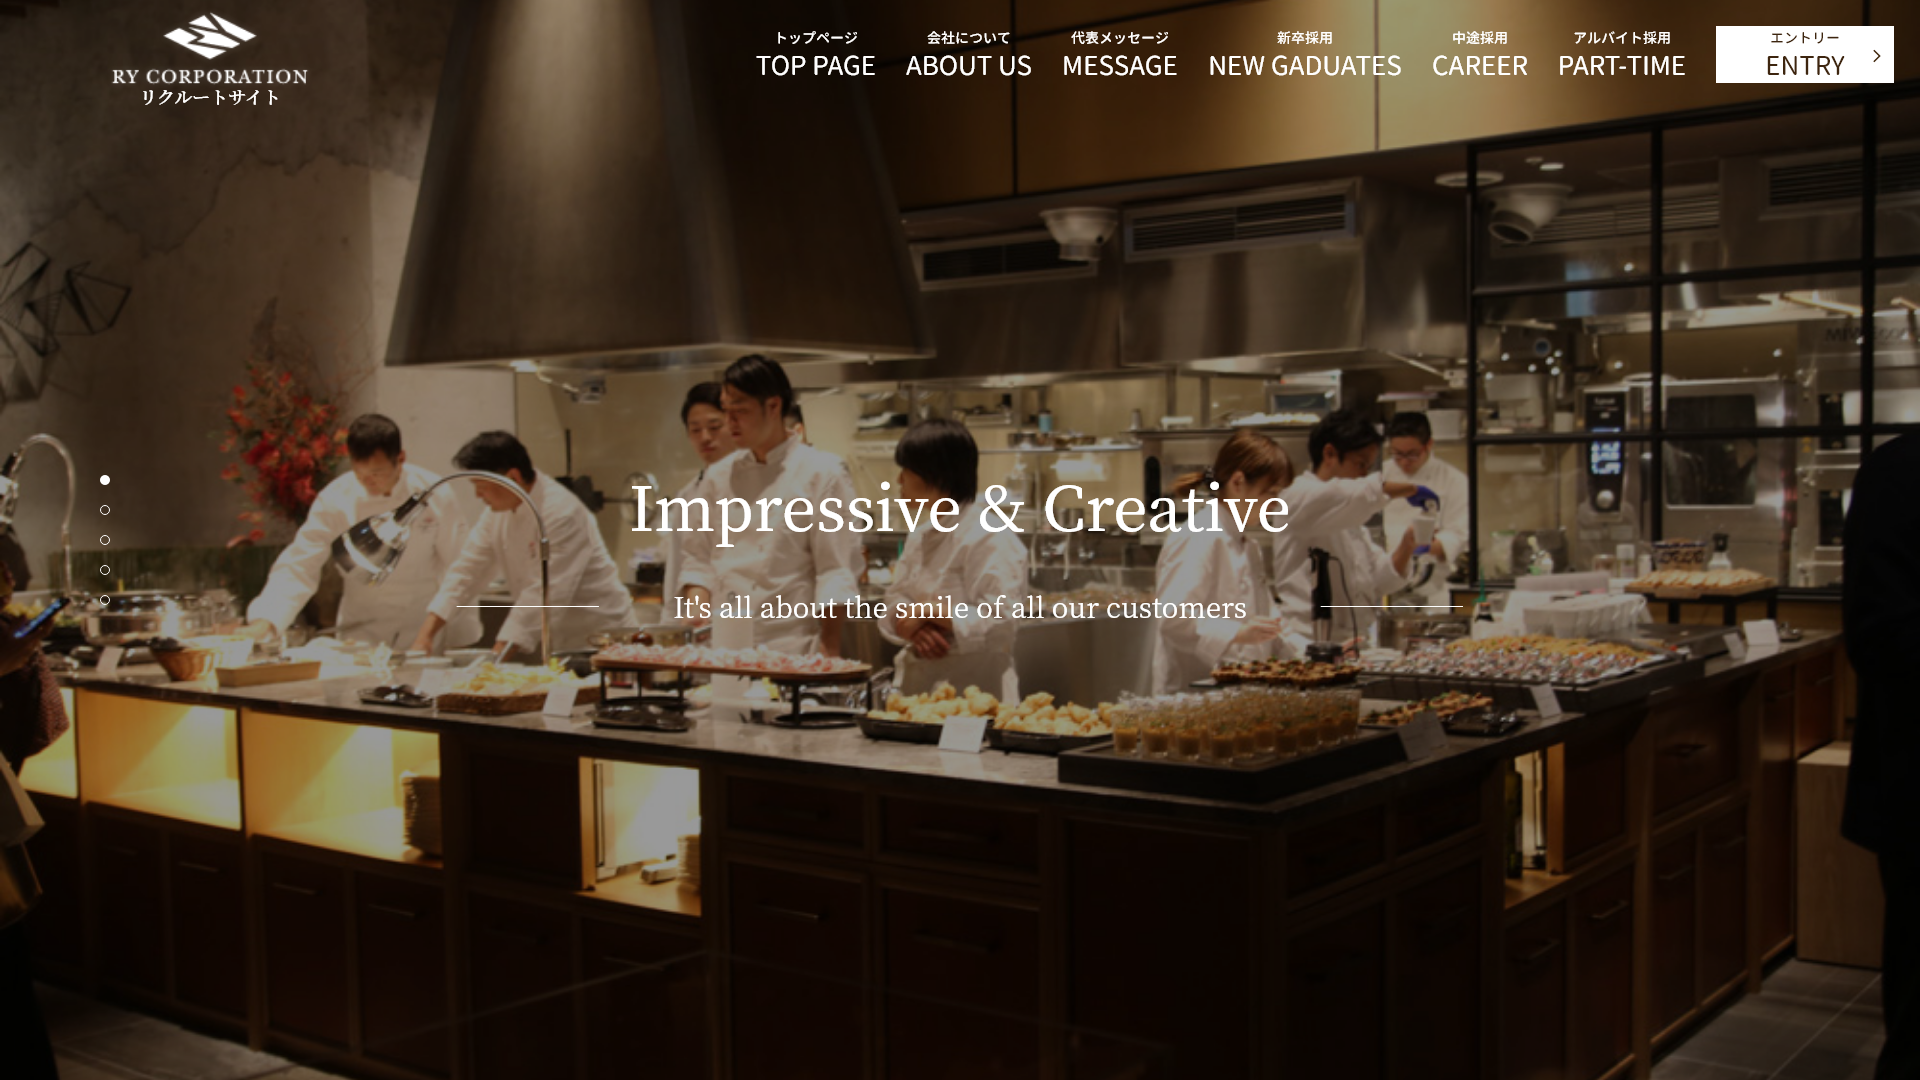 RY CORPORATION
リクルートサイト
トップページ
TOP PAGE
会社について
ABOUT US
代表メッセージ
MESSAGE
新卒採用
NEW GADUATES
中途採用
CAREER
アルバイト採用
PART-TIME
エントリー
ENTRY
Impressive & Creative
It's all about the smile of all our customers